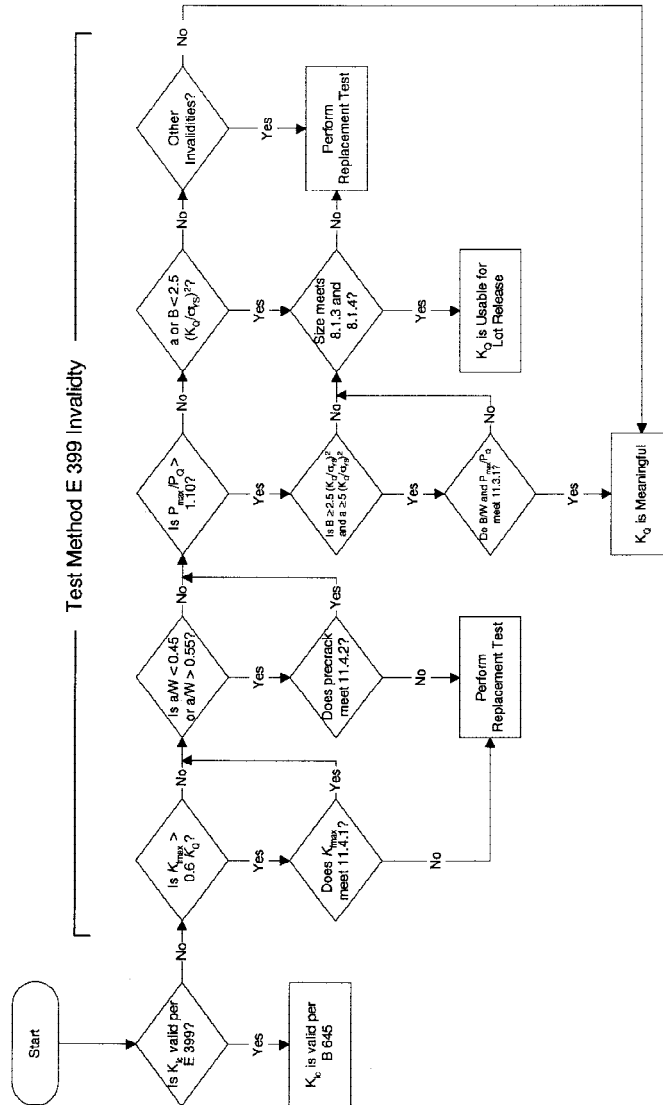 Test Method E 399 Invalidty
Start
Is K_Ic valid per
E 399?
No
Yes
K_Ic is valid per
B 645
Is K_fmax >
0.6 K_Q?
No
Yes
Does K_fmax
meet 11.4.1?
Yes
No
Is a/W < 0.45
or a/W > 0.55?
No
Yes
Does precrack
meet 11.4.2?
Yes
No
Perform
Replacement Test
Is P_max/P_Q >
1.10?
No
Yes
Is B ≥ 2.5 (K_Q/σ_YS)²
and a ≥ 5 (K_Q/σ_YS)²
Yes
Do B/W and P_max/P_Q
meet 11.3.1?
No
Yes
K_Q is Meaningful
a or B < 2.5
(K_Q/σ_YS)²?
No
Yes
Size meets
8.1.3 and
8.1.4?
No
Yes
K_Q is Usable for
Lot Release
Other
Invalidities?
No
Yes
Perform
Replacement Test